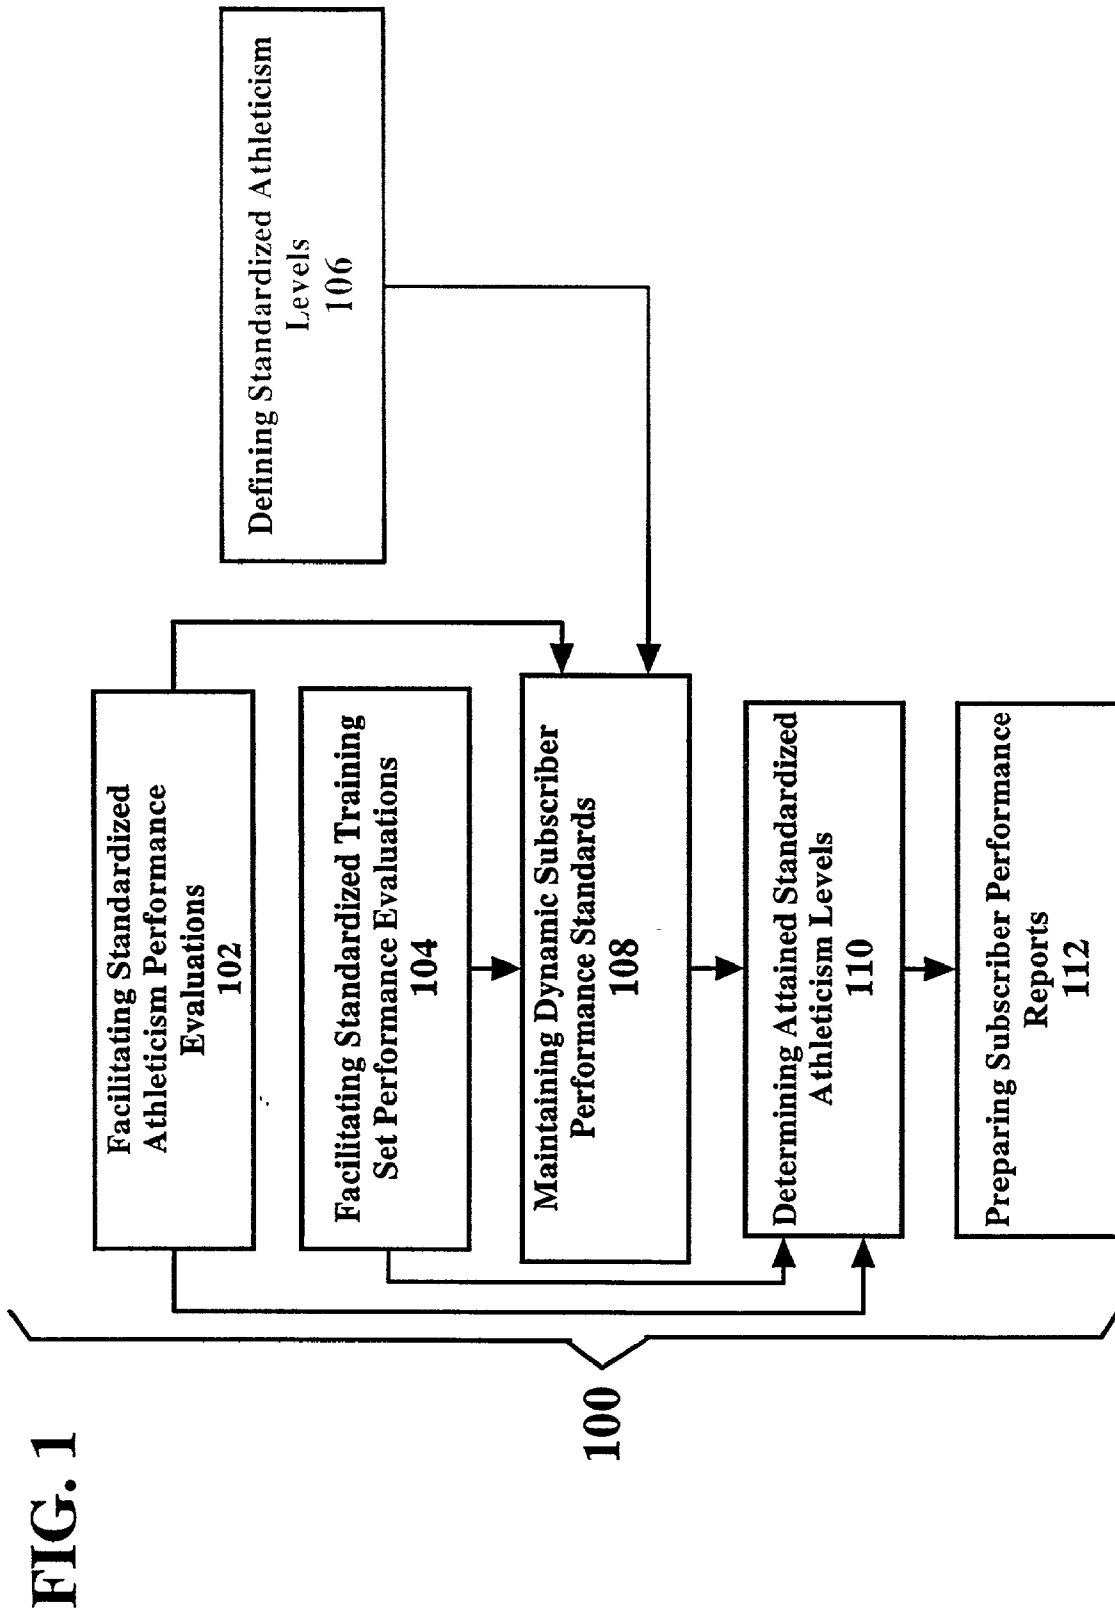 FIG. 1
100
Facilitating Standardized
Athleticism Performance
Evaluations
102
Facilitating Standardized Training
Set Performance Evaluations
104
Defining Standardized Athleticism
Levels
106
Maintaining Dynamic Subscriber
Performance Standards
108
Determining Attained Standardized
Athleticism Levels
110
Preparing Subscriber Performance
Reports
112